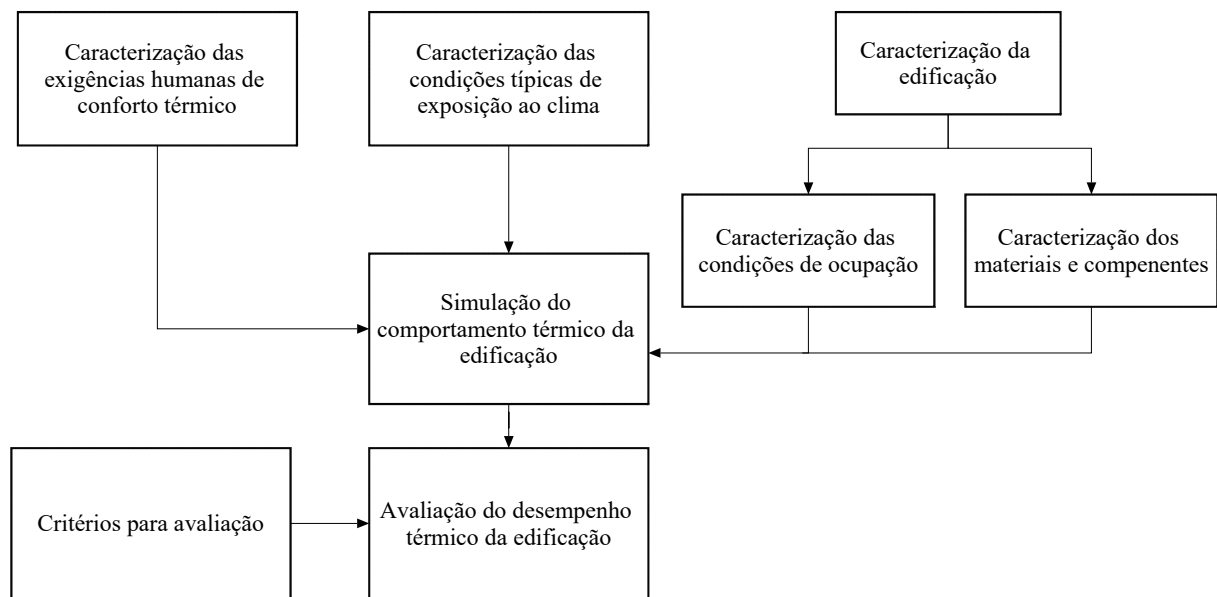 Caracterização das
exigências humanas de
conforto térmico
Caracterização das
condições típicas de
exposição ao clima
Caracterização da
edificação
Caracterização das
condições de ocupação
Caracterização dos
materiais e compenentes
Simulação do
comportamento térmico da
edificação
Critérios para avaliação
Avaliação do desempenho
térmico da edificação